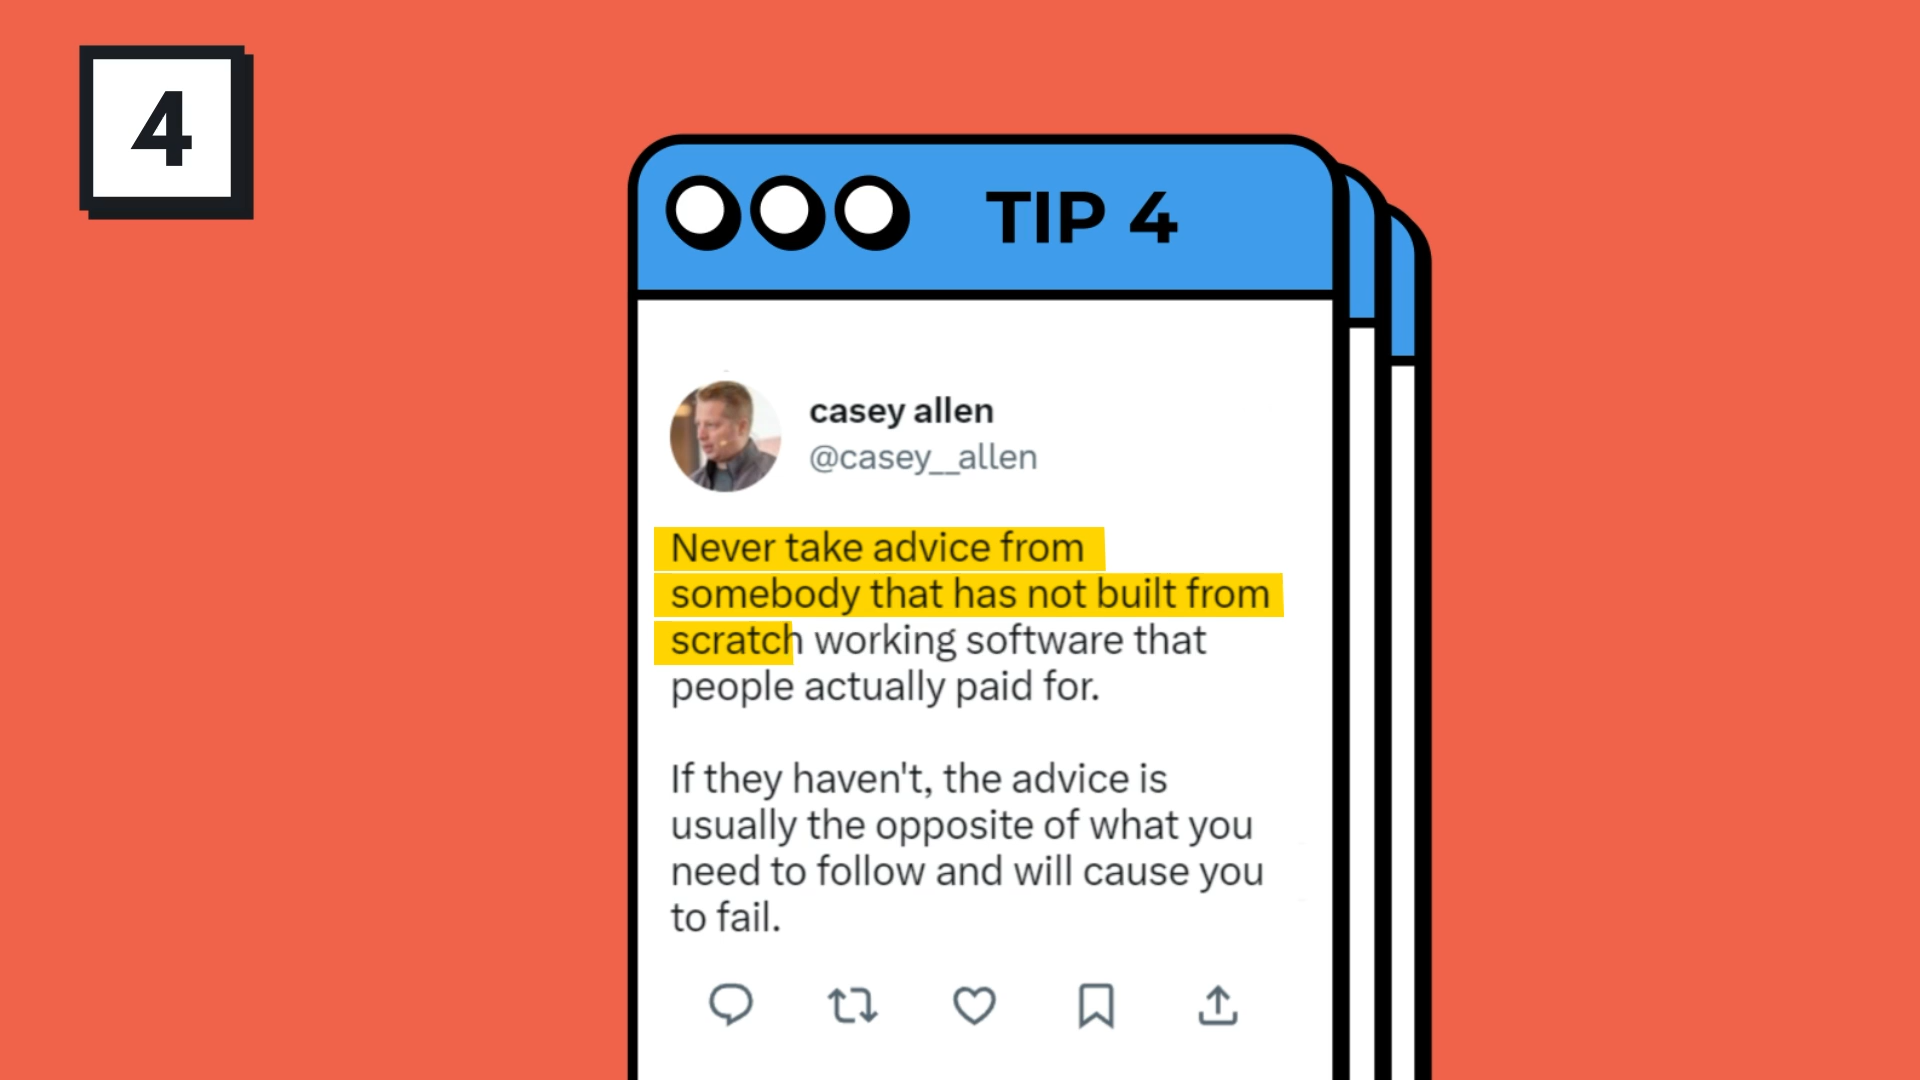 4
TIP 4
casey allen
@casey__allen
Never take advice from
somebody that has not built from
scratch working software that
people actually paid for.
If they haven't, the advice is
usually the opposite of what you
need to follow and will cause you
to fail.